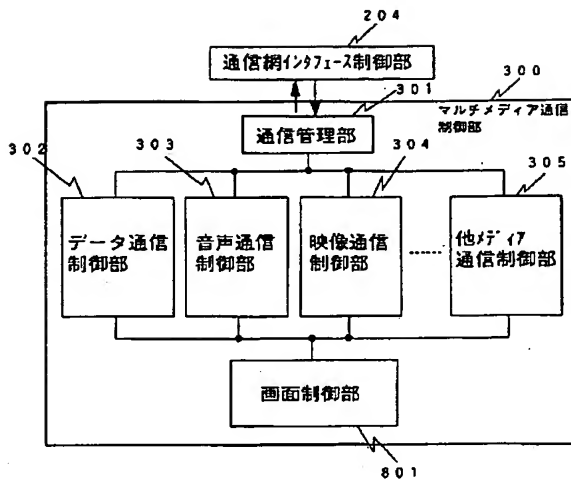 204
通信網インタフェース制御部
300
301
マルチメディア通信
制御部
通信管理部
302
303
304
305
データ通信
制御部
音声通信
制御部
映像通信
制御部
他メディア
通信制御部
画面制御部
801